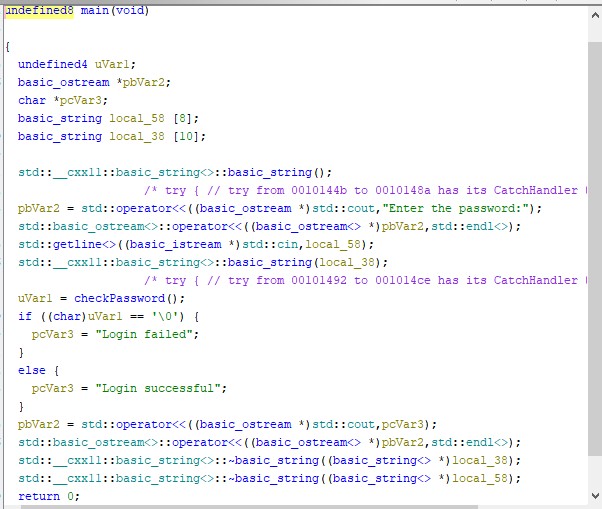 undefined8 main(void)
{
undefined4 uVar1;
basic_ostream *pbVar2;
char *pcVar3;
basic_string local_58 [8];
basic_string local_38 [10];
std::__cxx11::basic_string<>::basic_string();
/* try { // try from 0010144b to 0010148a has its CatchHandler
pbVar2 = std::operator<<((basic_ostream *)std::cout,"Enter the password:");
std::basic_ostream<>::operator<<((basic_ostream<> *)pbVar2,std::endl<>);
std::getline<>((basic_istream *)std::cin,local_58);
std::__cxx11::basic_string<>::basic_string(local_38);
/* try { // try from 00101492 to 001014ce has its CatchHandler
uVar1 = checkPassword();
if ((char)uVar1 == '\0') {
pcVar3 = "Login failed";
}
else {
pcVar3 = "Login successful";
}
pbVar2 = std::operator<<((basic_ostream *)std::cout,pcVar3);
std::basic_ostream<>::operator<<((basic_ostream<> *)pbVar2,std::endl<>);
std::__cxx11::basic_string<>::~basic_string((basic_string<> *)local_38);
std::__cxx11::basic_string<>::~basic_string((basic_string<> *)local_58);
return 0;